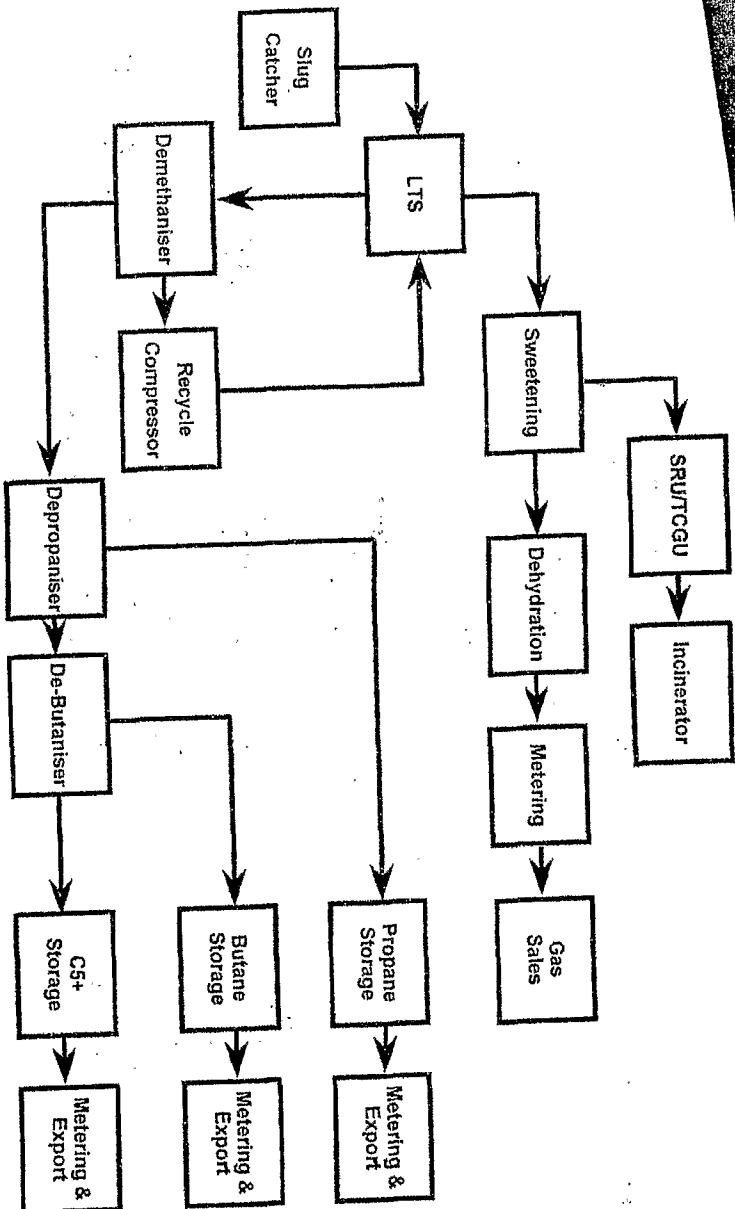 SRU/TCGU
Incinerator
Sweetening
Dehydration
Metering
Gas
Sales
LTS
Propane
Storage
Metering &
Export
Slug
Catcher
Recycle
Compressor
Butane
Storage
Metering &
Export
Demethaniser
Depropaniser
De-Butaniser
C5+
Storage
Metering &
Export